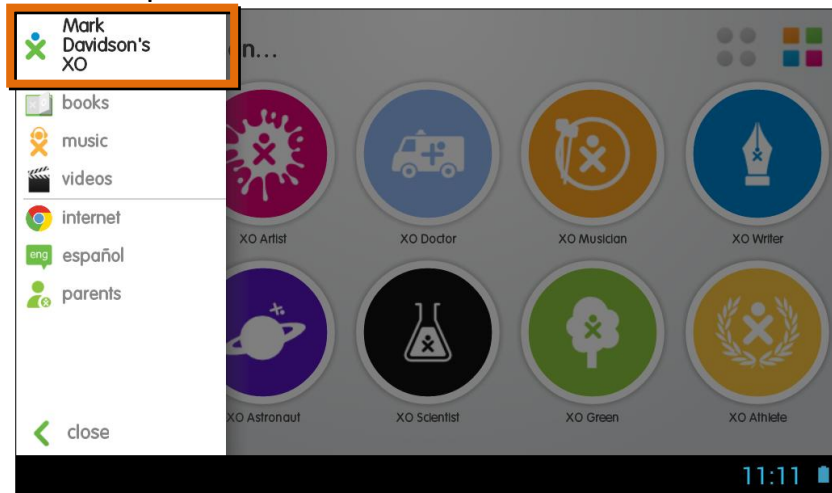 Mark
Davidson's
XO
n...
books
music
videos
internet
eng
español
parents
close
XO Artist
XO Doctor
XO Musician
XO Writer
XO Astronaut
XO Scientist
XO Green
XO Athlete
11:11